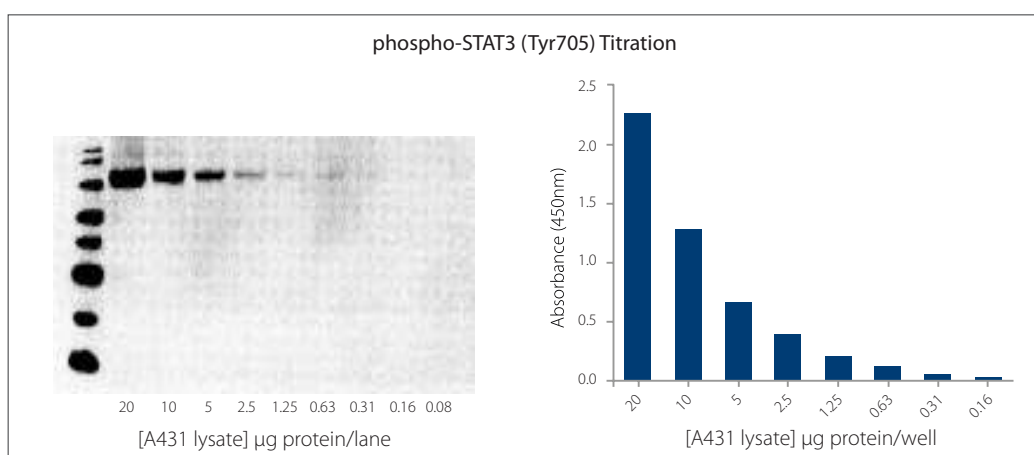 phospho-STAT3 (Tyr705) Titration
20 10 5 2.5 1.25 0.63 0.31 0.16 0.08
[A431 lysate] µg protein/lane
Absorbance (450nm)
2.5
2.0
1.5
1.0
0.5
0.0
20 10 5 2.5 1.25 0.63 0.31 0.16
[A431 lysate] µg protein/well